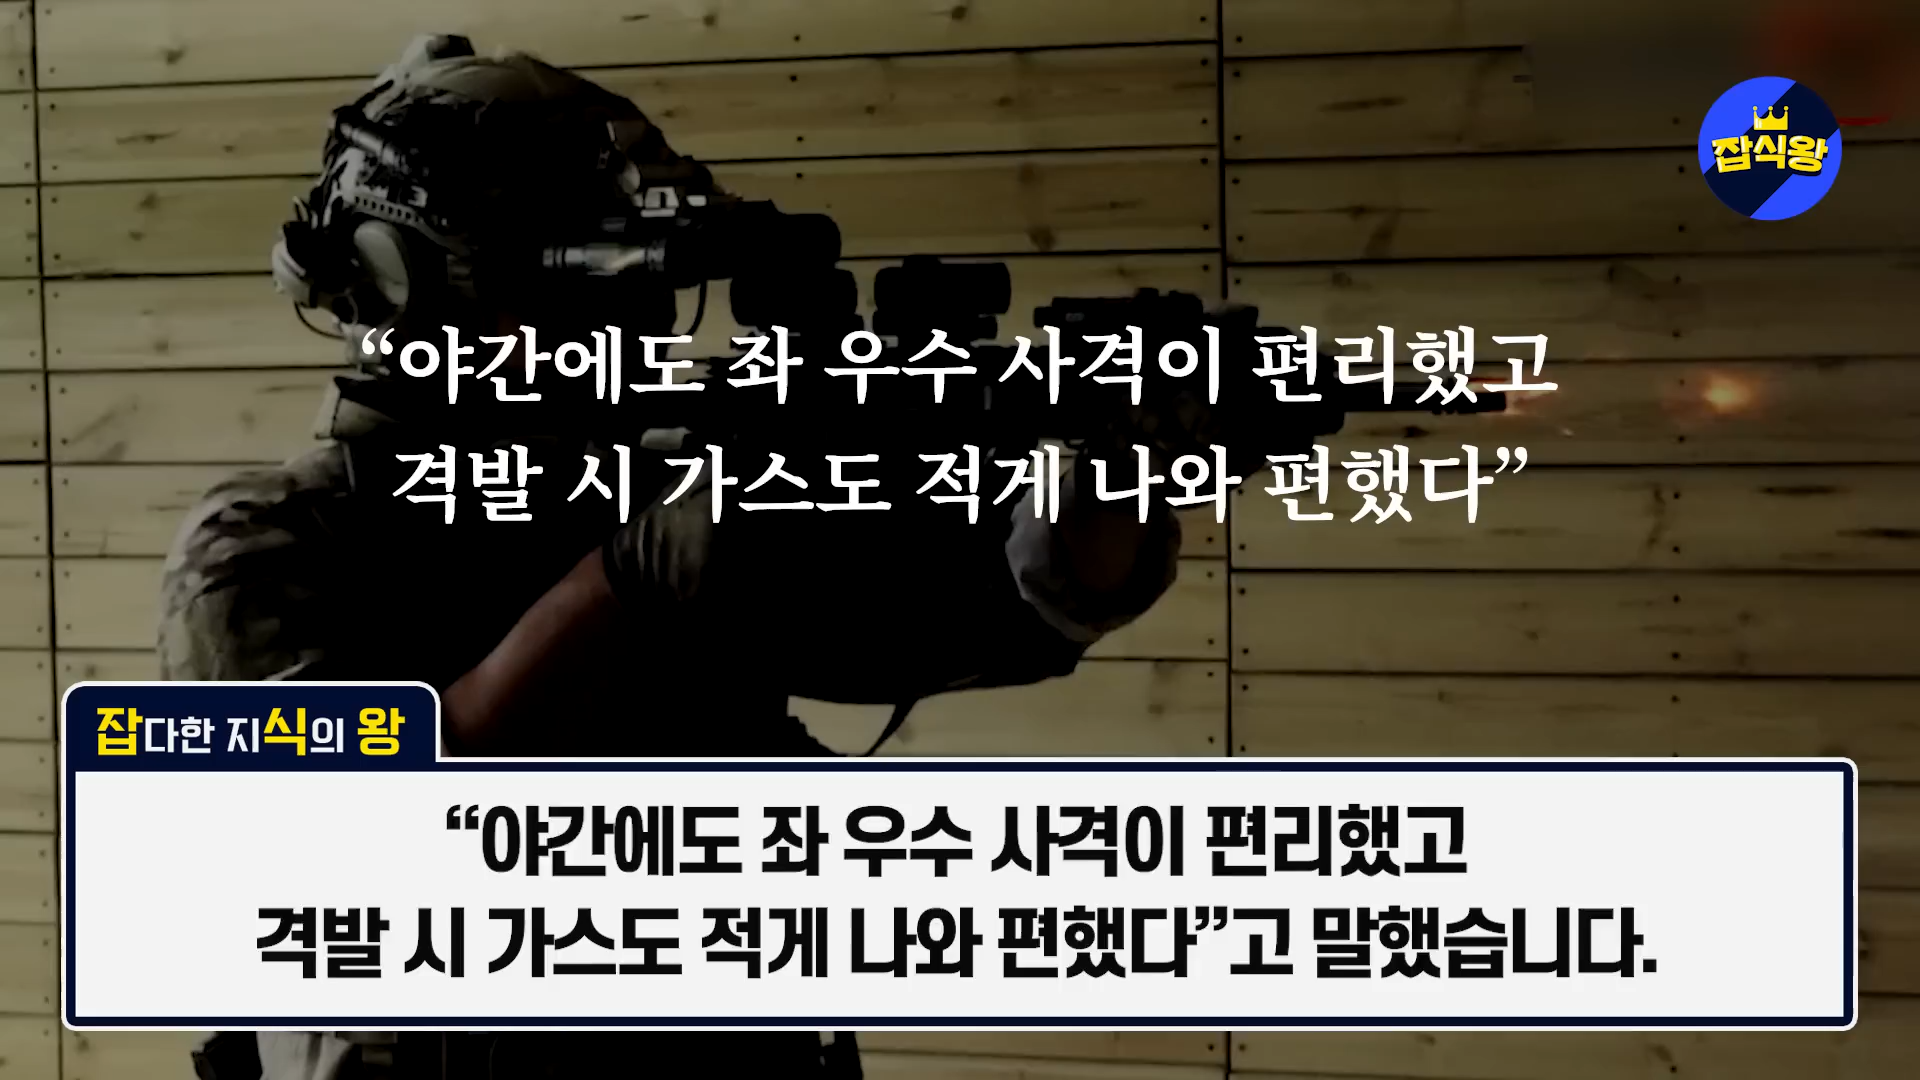 잡식왕
“야간에도 좌 우수 사격이 편리했고
격발 시 가스도 적게 나와 편했다”
잡다한 지식의 왕
“야간에도 좌 우수 사격이 편리했고
격발 시 가스도 적게 나와 편했다”고 말했습니다.